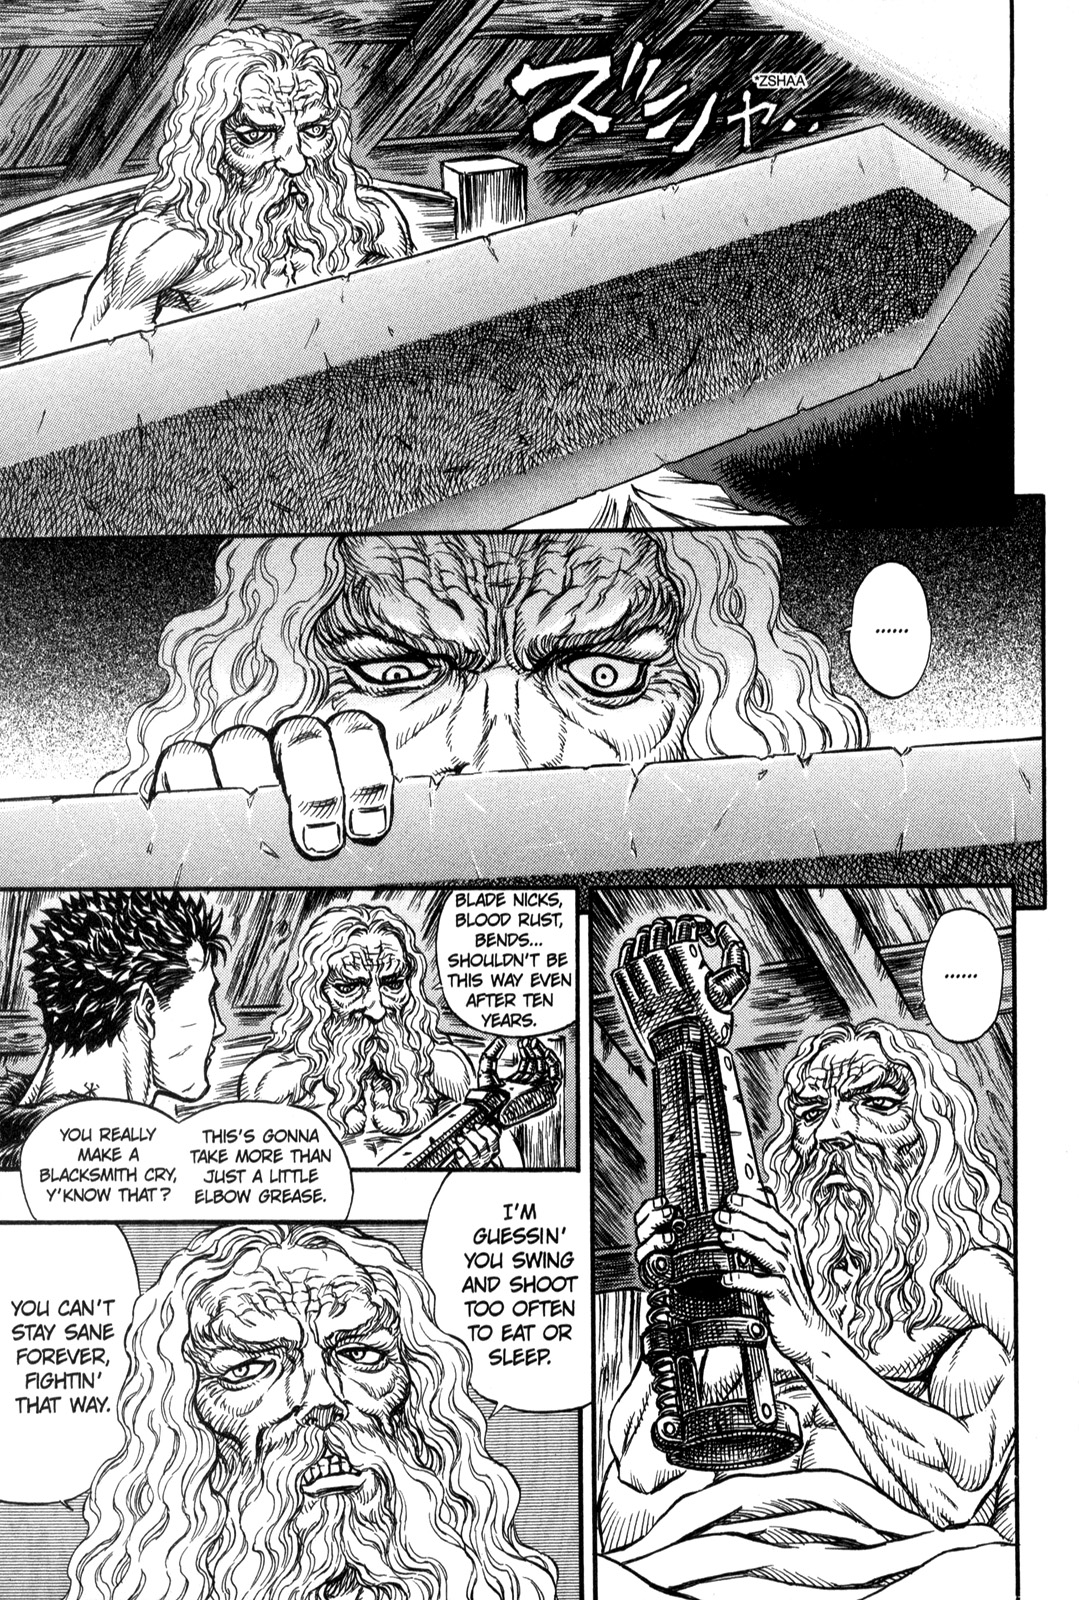 ズシャ‥
*ZSHAA
......
......
BLADE NICKS,
BLOOD RUST,
BENDS...
SHOULDN'T BE
THIS WAY EVEN
AFTER TEN
YEARS.
THIS'S GONNA
TAKE MORE THAN
JUST A LITTLE
ELBOW GREASE.
YOU REALLY
MAKE A
BLACKSMITH CRY,
Y'KNOW THAT?
I'M
GUESSIN'
YOU SWING
AND SHOOT
TOO OFTEN
TO EAT OR
SLEEP.
YOU CAN'T
STAY SANE
FOREVER,
FIGHTIN'
THAT WAY.